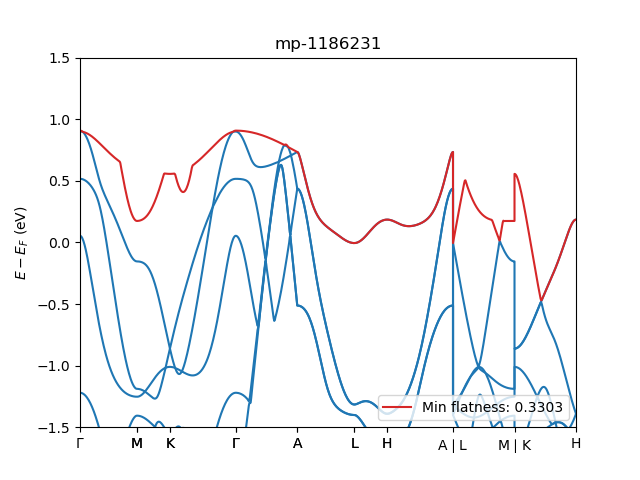 mp-1186231
E − E_F (eV)
1.5
1.0
0.5
0.0
−0.5
−1.0
−1.5
Min flatness: 0.3303
Γ M K Γ A L H A | L M | K H